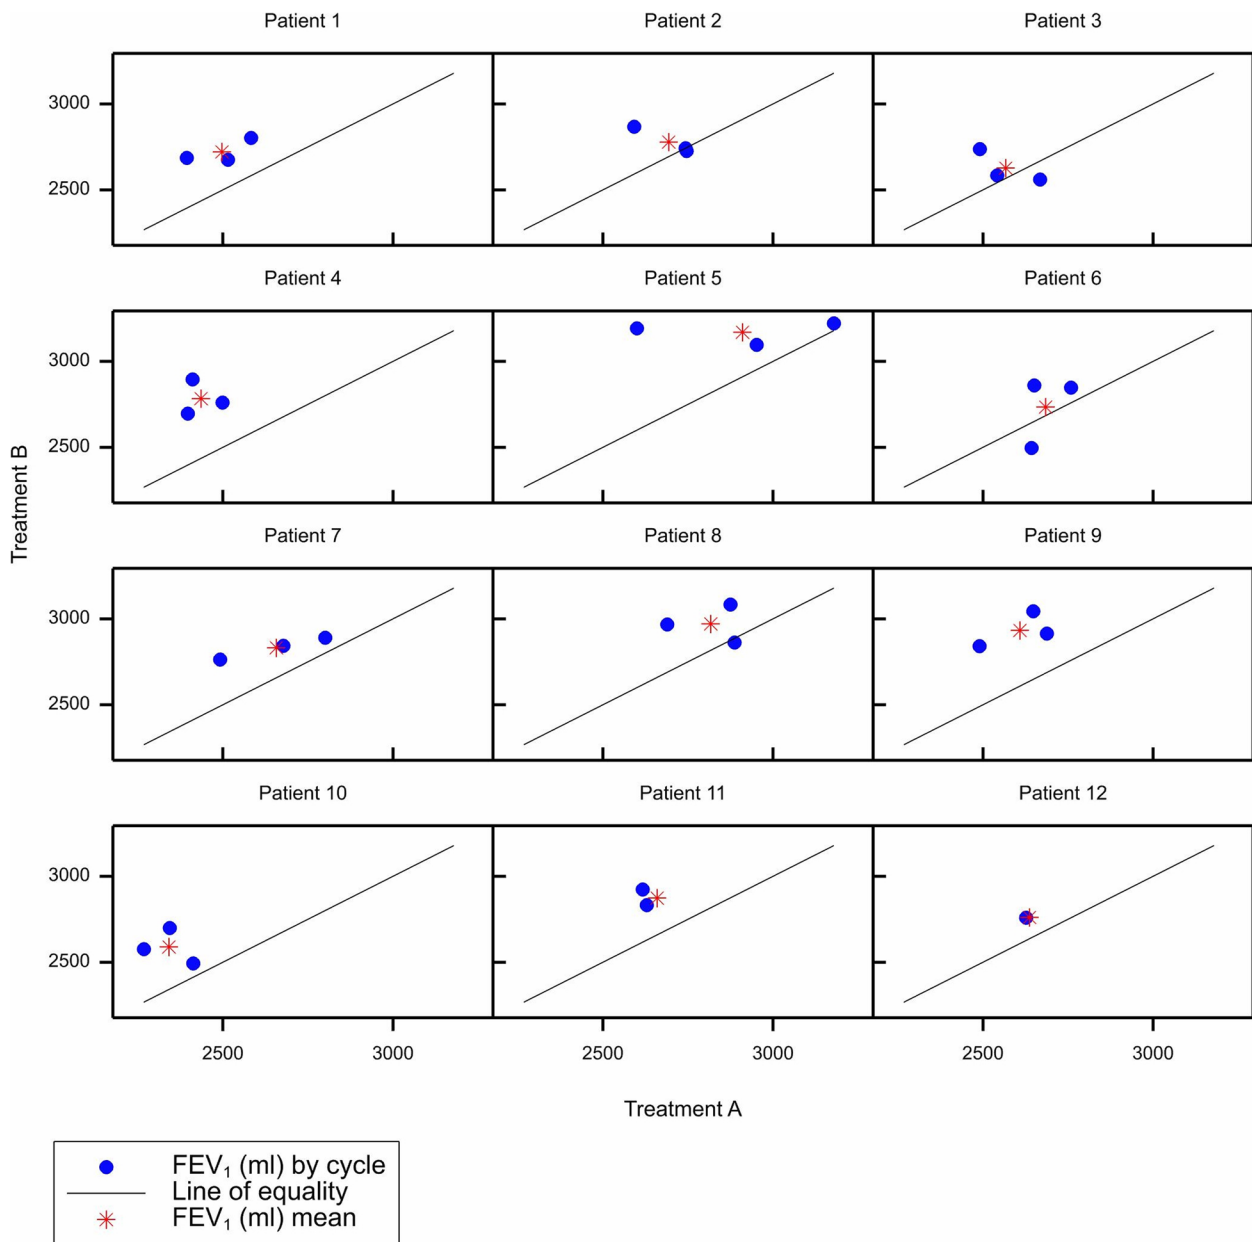 Patient 1 Patient 2 Patient 3
3000
2500
Patient 4 Patient 5 Patient 6
3000
2500
Treatment B
Patient 7 Patient 8 Patient 9
3000
2500
Patient 10 Patient 11 Patient 12
3000
2500
2500 3000 2500 3000 2500 3000
Treatment A
FEV₁ (ml) by cycle
Line of equality
FEV₁ (ml) mean